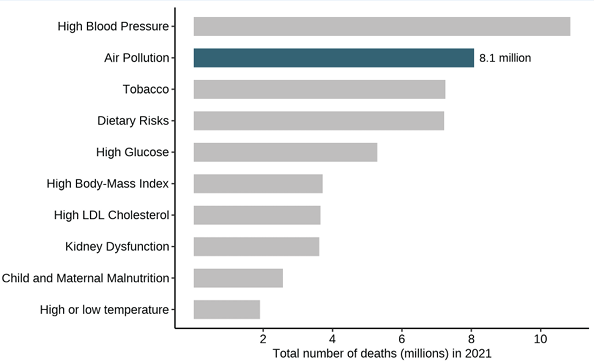 High Blood Pressure
Air Pollution
8.1 million
Tobacco
Dietary Risks
High Glucose
High Body-Mass Index
High LDL Cholesterol
Kidney Dysfunction
Child and Maternal Malnutrition
High or low temperature
2 4 6 8 10
Total number of deaths (millions) in 2021